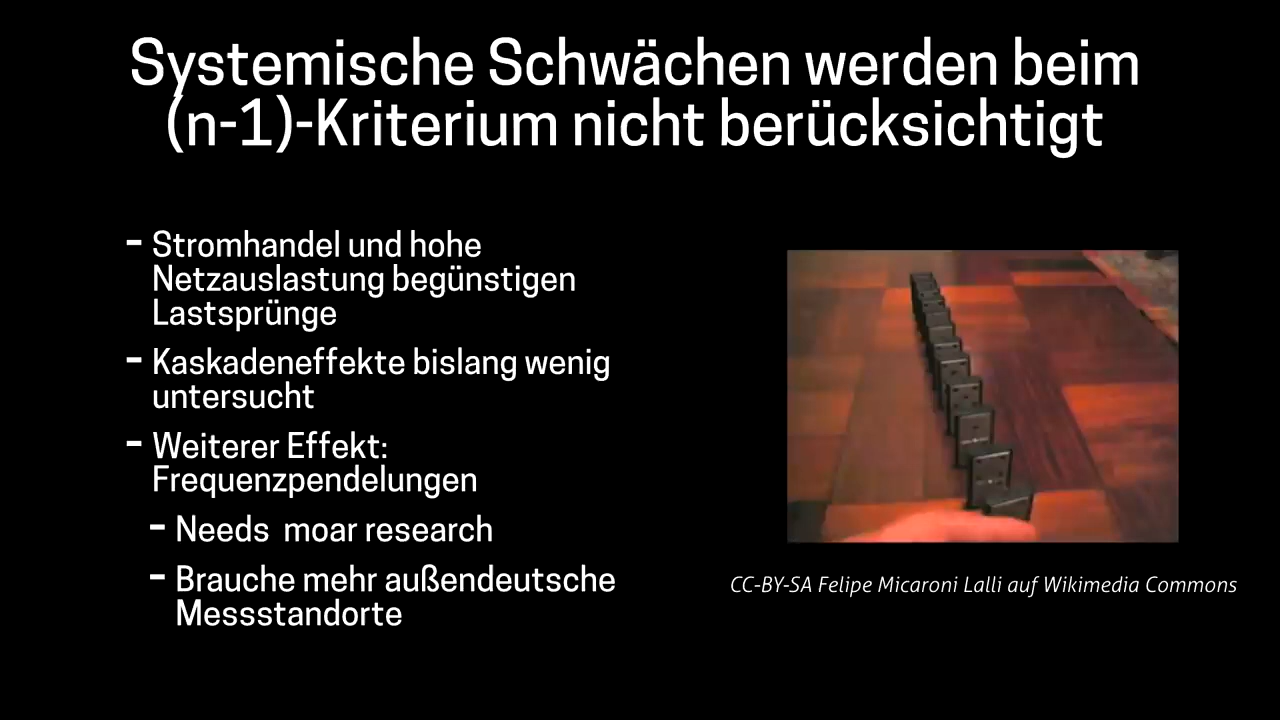 Systemische Schwächen werden beim
(n-1)-Kriterium nicht berücksichtigt
- Stromhandel und hohe
Netzauslastung begünstigen
Lastsprünge
- Kaskadeneffekte bislang wenig
untersucht
- Weiterer Effekt:
Frequenzpendelungen
- Needs  moar research
- Brauche mehr außendeutsche
Messstandorte
CC-BY-SA Felipe Micaroni Lalli auf Wikimedia Commons